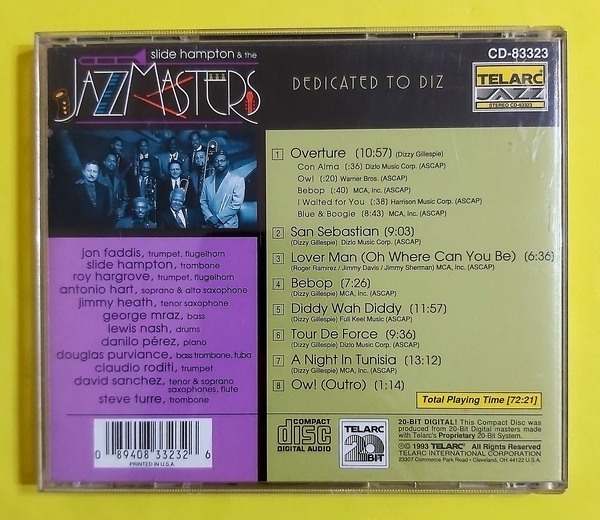 slide hampton & the
JAZZMASTERS
DEDICATED TO DIZ
CD-83323
TELARC
JAZZ
STEREO CD-83323
1 Overture (10:57) (Dizzy Gillespie)
Con Alma (:36) Dizlo Music Corp. (ASCAP)
Ow! (:20) Warner Bros. (ASCAP)
Bebop (:40) MCA, Inc. (ASCAP)
I Waited for You (:38) Harrison Music Corp. (ASCAP)
Blue & Boogie (8:43) MCA, Inc. (ASCAP)
2 San Sebastian (9:03)
(Dizzy Gillespie) Dizlo Music Corp. (ASCAP)
3 Lover Man (Oh Where Can You Be) (6:36)
(Roger Ramirez / Jimmy Davis / Jimmy Sherman) MCA, Inc. (ASCAP)
4 Bebop (7:26)
(Dizzy Gillespie) MCA, Inc. (ASCAP)
5 Diddy Wah Diddy (11:57)
(Dizzy Gillespie) Full Keel Music (ASCAP)
6 Tour De Force (9:36)
(Dizzy Gillespie) Dizlo Music Corp. (ASCAP)
7 A Night In Tunisia (13:12)
(Dizzy Gillespie) MCA, Inc. (ASCAP)
8 Ow! (Outro) (1:14)
Total Playing Time [72:21]
jon faddis, trumpet, flugelhorn
slide hampton, trombone
roy hargrove, trumpet, flugelhorn
antonio hart, soprano & alto saxophone
jimmy heath, tenor saxophone
george mraz, bass
lewis nash, drums
danilo pérez, piano
douglas purviance, bass trombone, tuba
claudio roditi, trumpet
david sanchez, tenor & soprano
saxophones, flute
steve turre, trombone
0 89408 33232 6
PRINTED IN U.S.A.
COMPACT
disc
DIGITAL AUDIO
TELARC
20
BIT
20-BIT DIGITAL! This Compact Disc was
produced from 20-Bit Digital masters made
with Telarc's Proprietary 20-Bit System.
©℗ 1993 TELARC® All Rights Reserved
TELARC INTERNATIONAL CORPORATION
23307 Commerce Park Road • Cleveland, OH 44122 U.S.A.